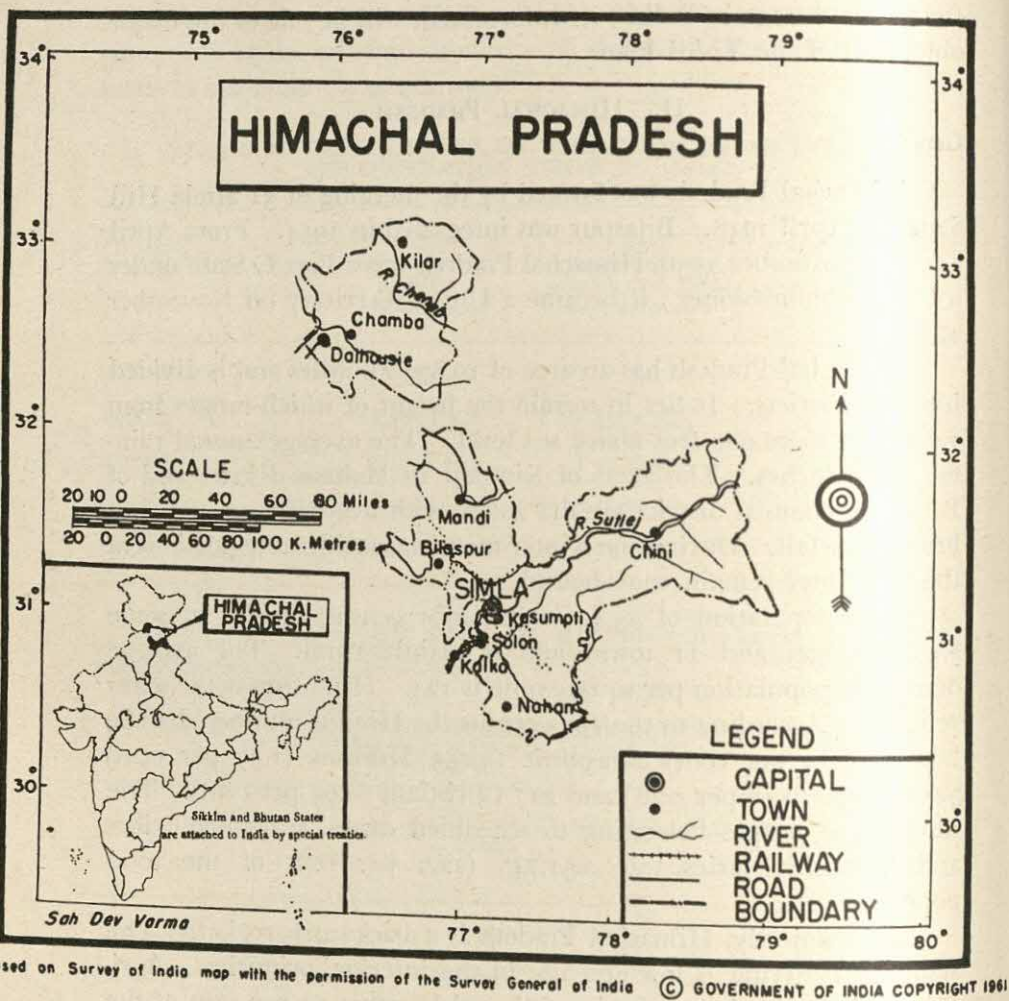 75° 76° 77° 78° 79°
34° 34°
HIMACHAL PRADESH
33° 33°
Kilar
R. Chenab
Chamba
Dalhousie
32° 32°
N
SCALE
20 10 0 20 40 60 80 Miles
20 0 20 40 60 80 100 K.Metres
Mandi
R. Sutlej
Chini
Bilaspur
SIMLA
31° 31°
Kasumpti
Solon
Kalka
Nahan
HIMACHAL
PRADESH
30° 30°
Sikkim and Bhutan States
are attached to India by special treaties.
LEGEND
CAPITAL
TOWN
RIVER
RAILWAY
ROAD
BOUNDARY
Sah Dev Varma
77° 78° 79° 80°
sed on Survey of India map with the permission of the Survey General of India © GOVERNMENT OF INDIA COPYRIGHT 1961